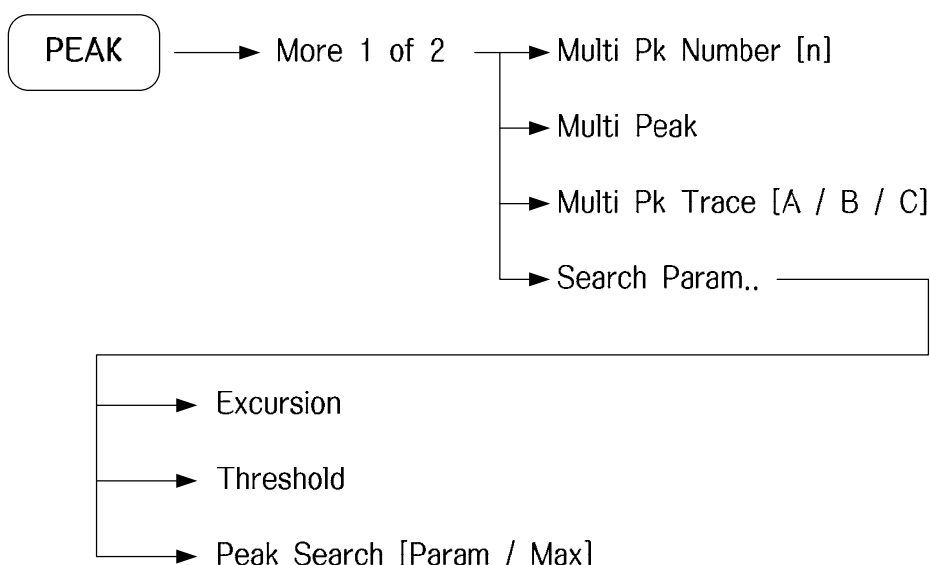 PEAK
More 1 of 2
Multi Pk Number [n]
Multi Peak
Multi Pk Trace [A / B / C]
Search Param..
Excursion
Threshold
Peak Search [Param / Max]